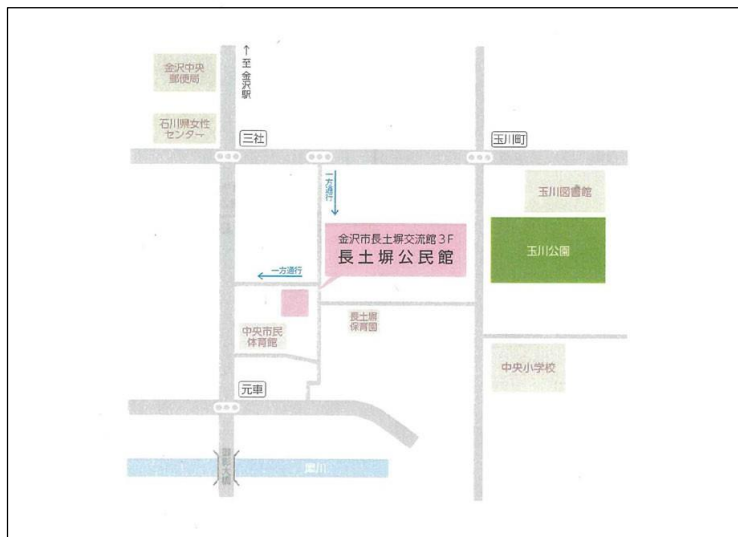 ↑至 金沢駅
金沢中央
郵便局
石川県女性
センター
三社
玉川町
一方通行
玉川図書館
金沢市長土塀交流館3F
長土塀公民館
玉川公園
一方通行
長土塀
保育園
中央市民
体育館
中央小学校
元車
御影大橋
犀川